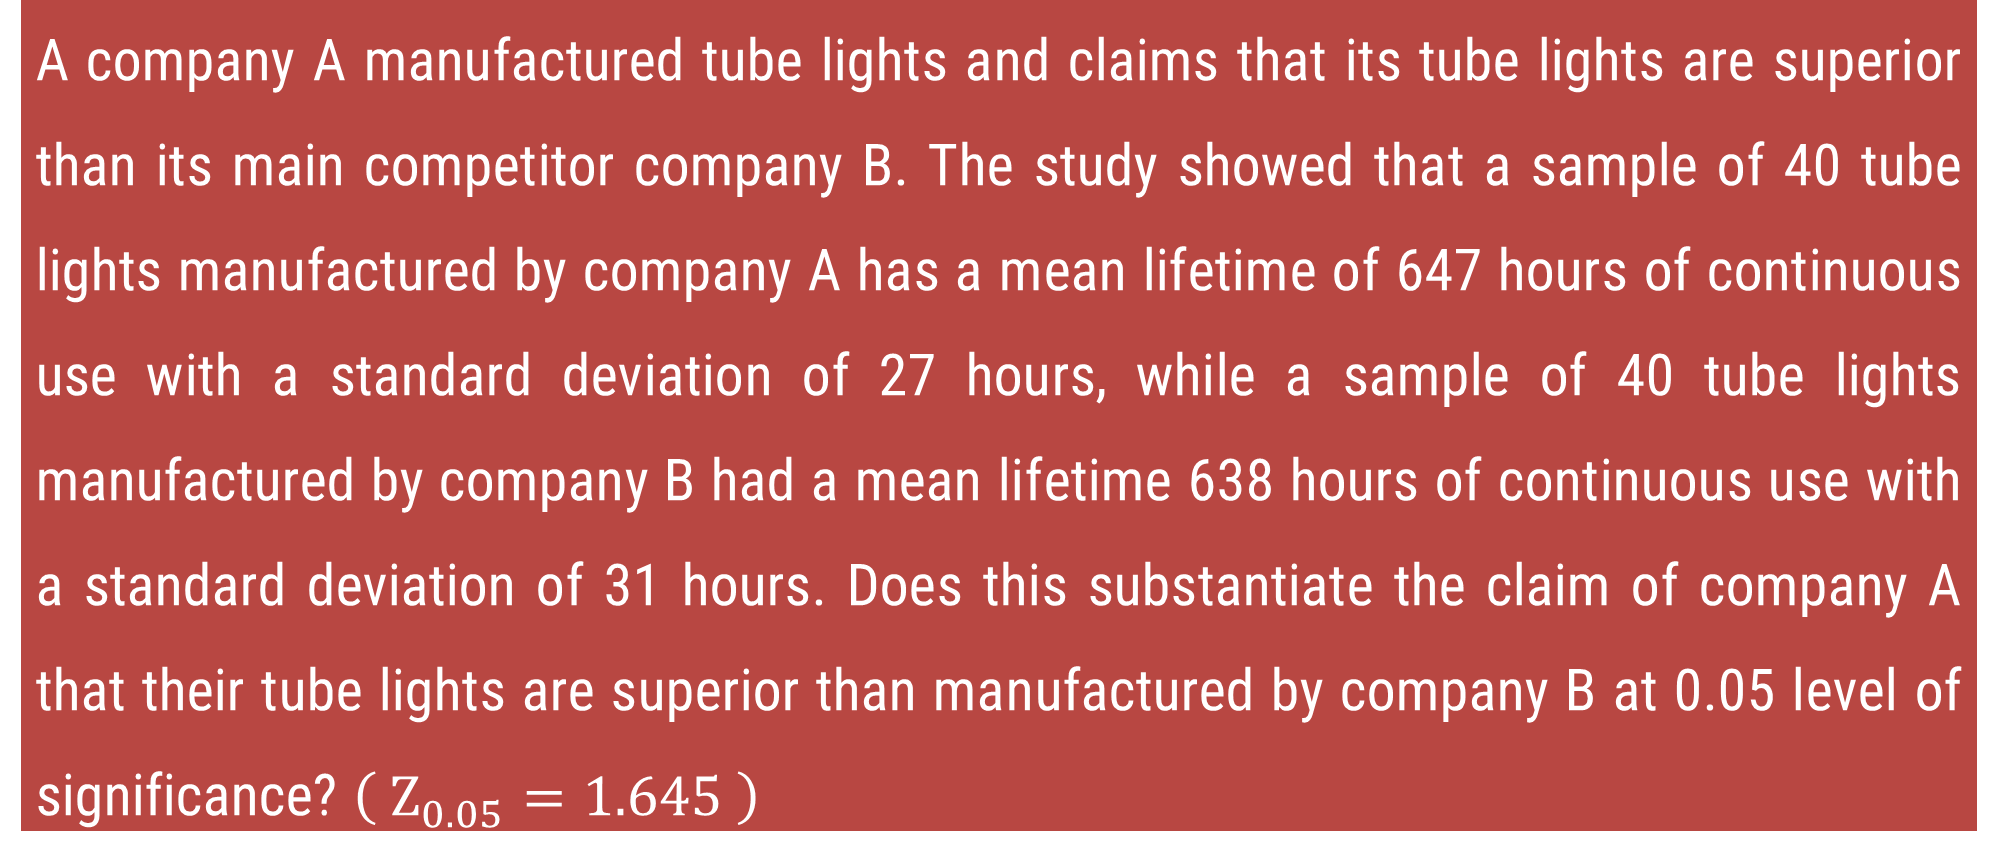 A company A manufactured tube lights and claims that its tube lights are superior
than its main competitor company B. The study showed that a sample of 40 tube
lights manufactured by company A has a mean lifetime of 647 hours of continuous
use with a standard deviation of 27 hours, while a sample of 40 tube lights
manufactured by company B had a mean lifetime 638 hours of continuous use with
a standard deviation of 31 hours. Does this substantiate the claim of company A
that their tube lights are superior than manufactured by company B at 0.05 level of
significance? ( Z₀.₀₅ = 1.645 )